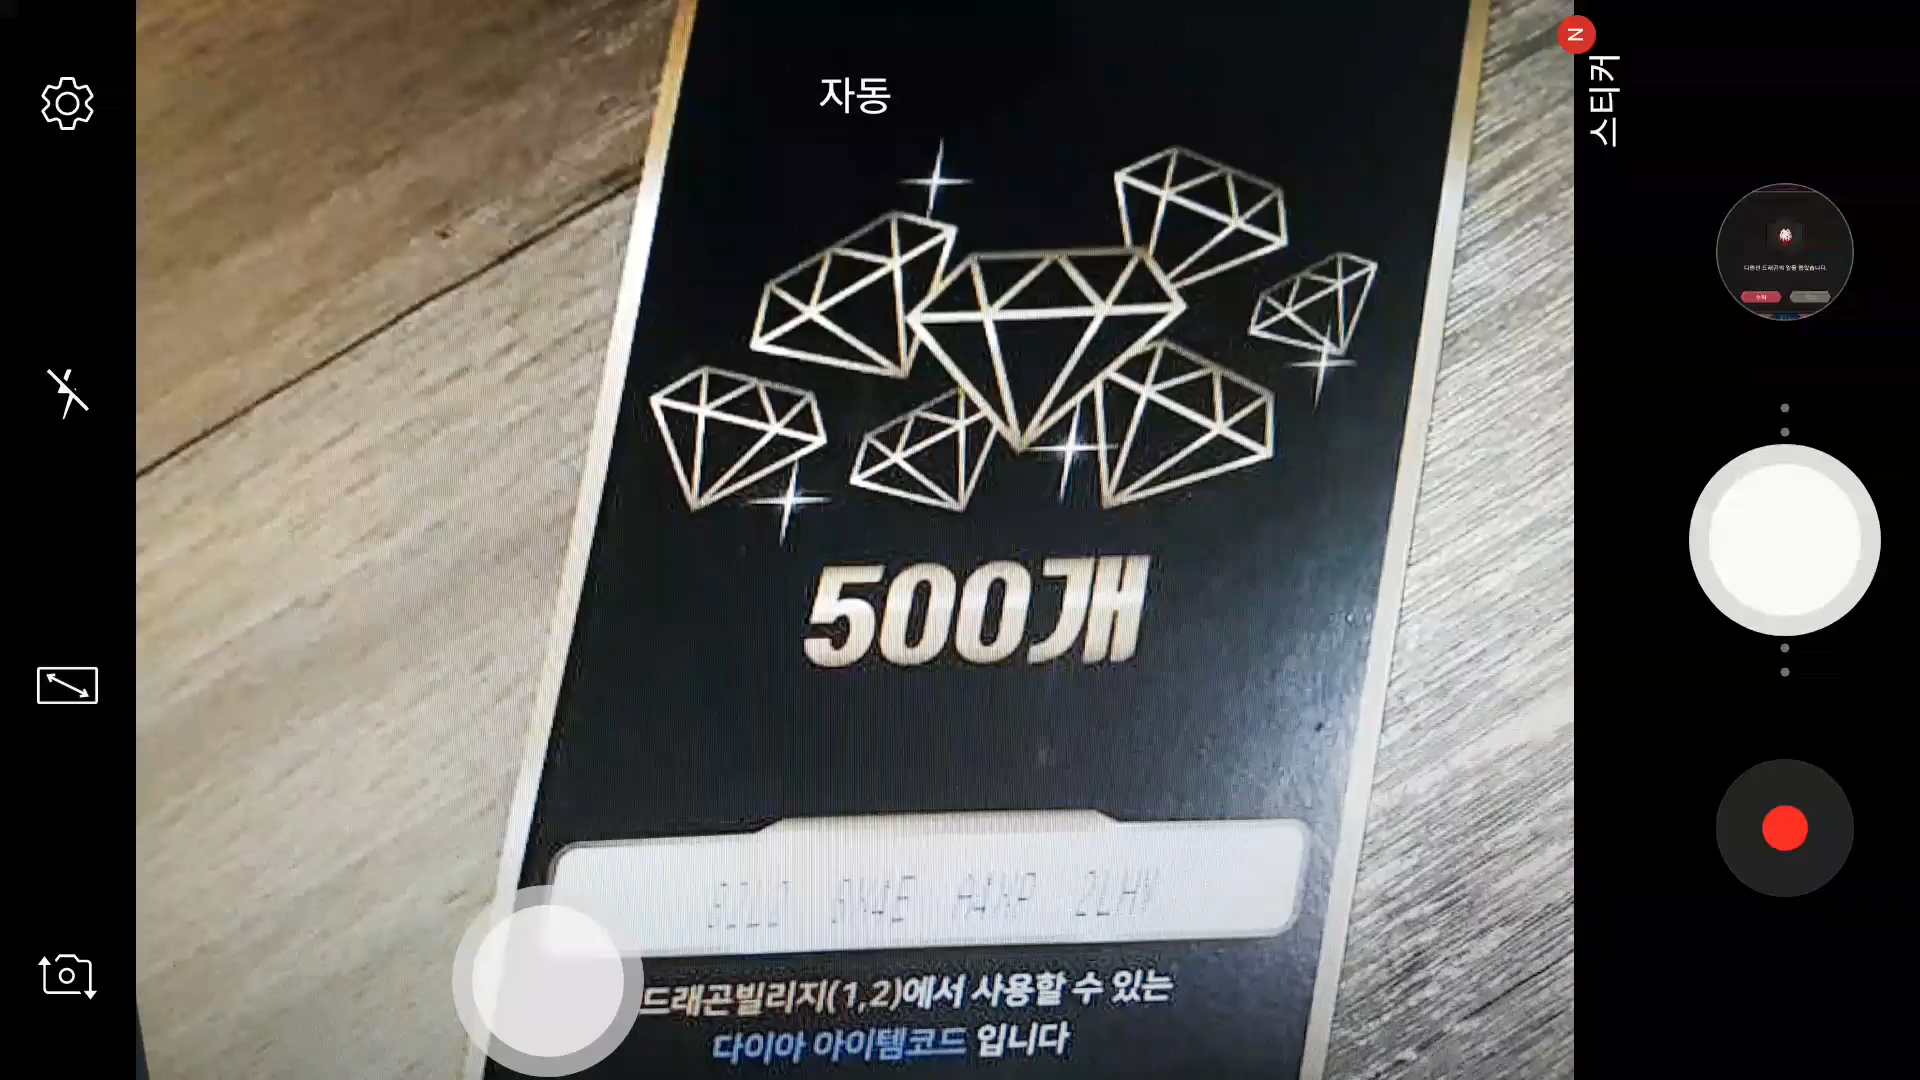 자동
N
스티커
500개
드래곤빌리지(1,2)에서 사용할 수 있는
다이아 아이템코드 입니다